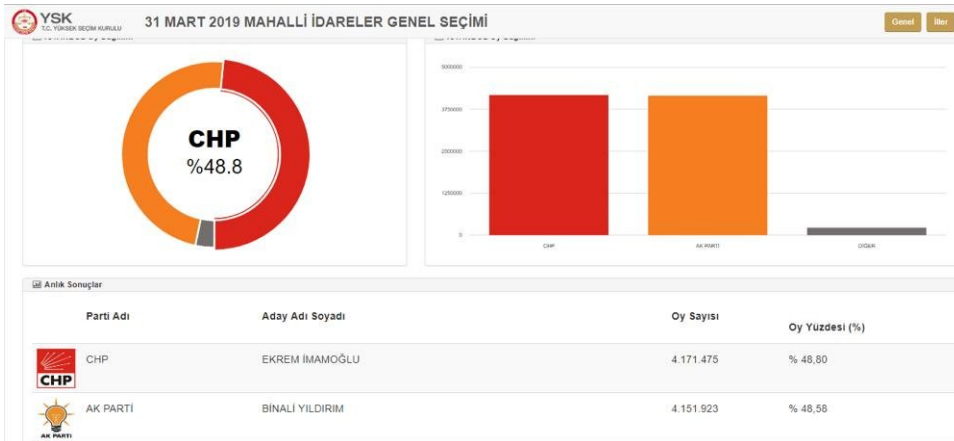 YSK
T.C. YÜKSEK SEÇİM KURULU
31 MART 2019 MAHALLİ İDARELER GENEL SEÇİMİ
Genel
İller
CHP
%48.8
5000000
3750000
2500000
1250000
0
CHP
AK PARTİ
DİĞER
Anlık Sonuçlar
Parti Adı Aday Adı Soyadı Oy Sayısı Oy Yüzdesi (%)
CHP
CHP EKREM İMAMOĞLU 4.171.475 % 48,80
AK PARTİ BİNALİ YILDIRIM 4.151.923 % 48,58
AK PARTİ